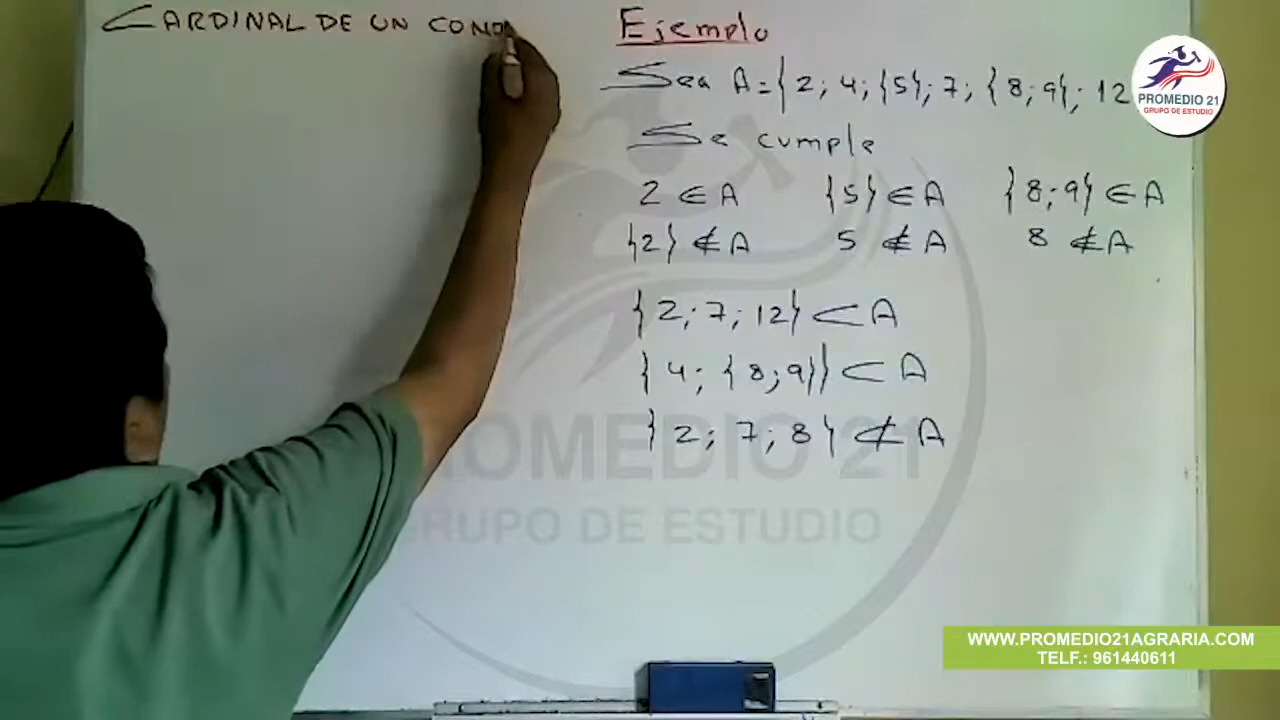 CARDINAL DE UN
Ejemplo
Sea A={2; 4; {5}; 7; {8; 9}; 12
Se cumple
2 ∈ A {5} ∈ A {8; 9} ∈ A
{2} ∉ A 5 ∉ A 8 ∉ A
{2; 7; 12} ⊂ A
{4; {8; 9}} ⊂ A
{2; 7; 8} ⊄ A
PROMEDIO 21
GRUPO DE ESTUDIO
PROMEDIO 21
GRUPO DE ESTUDIO
WWW.PROMEDIO21AGRARIA.COM
TELF.: 961440611